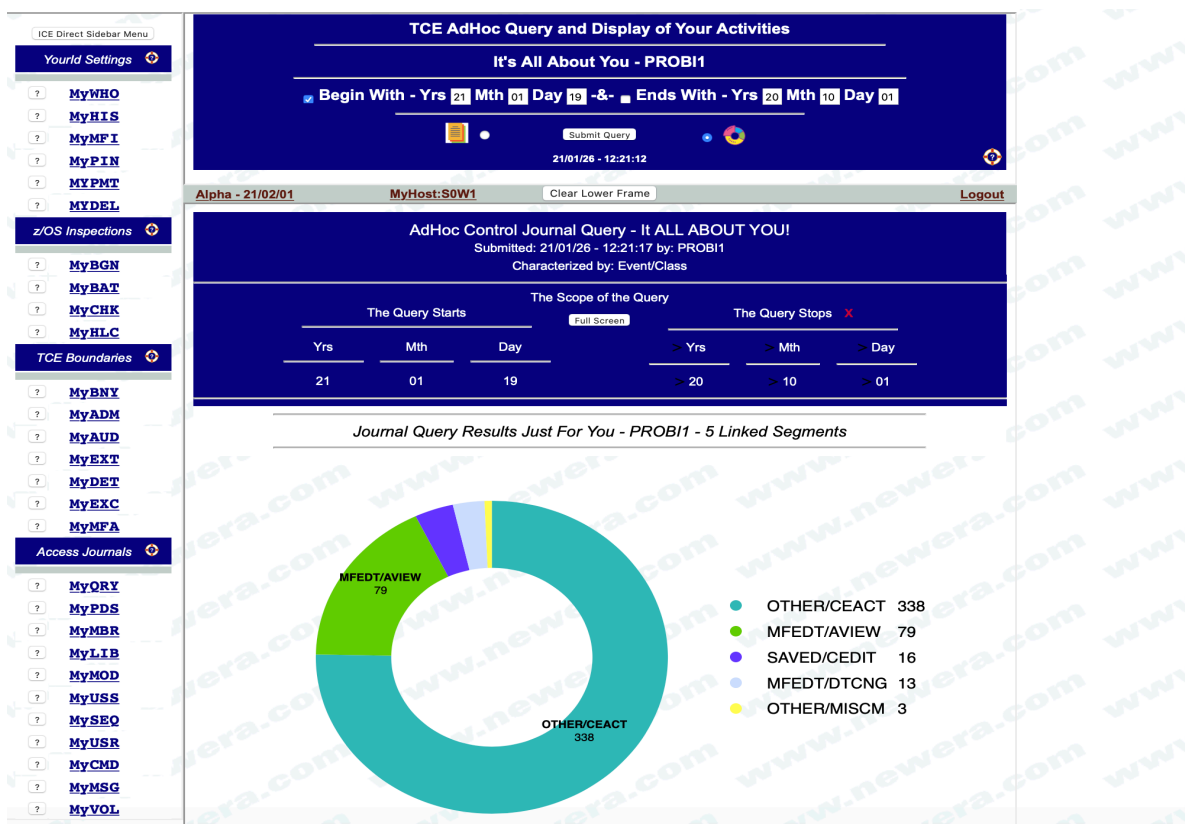 ICE Direct Sidebar Menu
YourId Settings
? MyWHO
? MyHIS
? MyMFI
? MyPIN
? MYPMT
? MYDEL
z/OS Inspections
? MyBGN
? MyBAT
? MyCHK
? MyHLC
TCE Boundaries
? MyBNY
? MyADM
? MyAUD
? MyEXT
? MyDET
? MyEXC
? MyMFA
Access Journals
? MyQRY
? MyPDS
? MyMBR
? MyLIB
? MyMOD
? MyUSS
? MySEQ
? MyUSR
? MyCMD
? MyMSG
? MyVOL
TCE AdHoc Query and Display of Your Activities
It's All About You - PROBI1
Begin With - Yrs 21 Mth 01 Day 19 -&- Ends With - Yrs 20 Mth 10 Day 01
Submit Query
21/01/26 - 12:21:12
Alpha - 21/02/01 MyHost:S0W1 Clear Lower Frame Logout
AdHoc Control Journal Query - It ALL ABOUT YOU!
Submitted: 21/01/26 - 12:21:17 by: PROBI1
Characterized by: Event/Class
The Scope of the Query
The Query Starts Full Screen The Query Stops X
Yrs Mth Day > Yrs > Mth > Day
21 01 19 > 20 > 10 > 01
Journal Query Results Just For You - PROBI1 - 5 Linked Segments
MFEDT/AVIEW
79
OTHER/CEACT
338
OTHER/CEACT 338
MFEDT/AVIEW 79
SAVED/CEDIT 16
MFEDT/DTCNG 13
OTHER/MISCM 3
www.newera.com